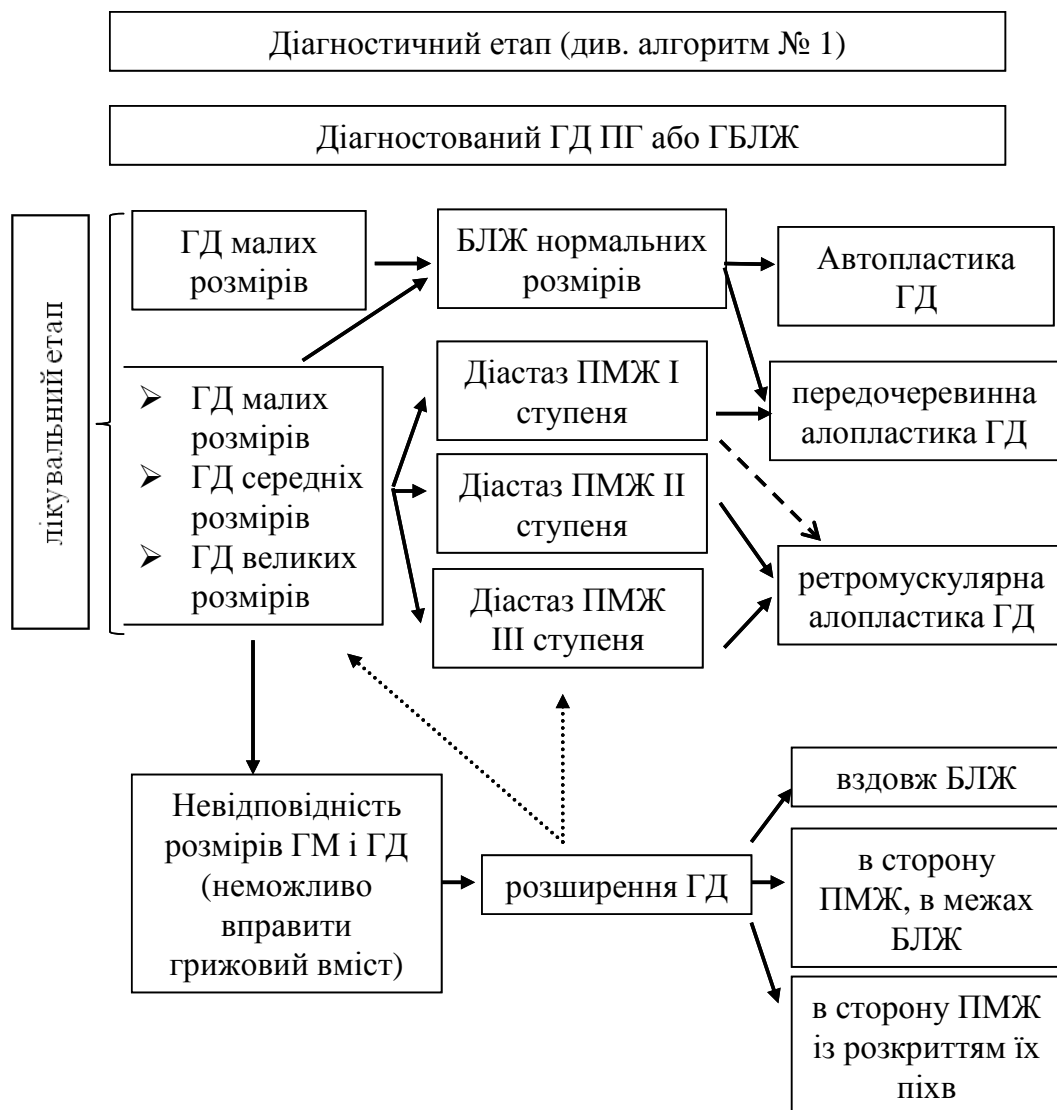 Діагностичний етап (див. алгоритм № 1)
Діагностований ГД ПГ або ГБЛЖ
лікувальний етап
ГД малих
розмірів
БЛЖ нормальних
розмірів
Автопластика
ГД
➢ ГД малих
розмірів
➢ ГД середніх
розмірів
➢ ГД великих
розмірів
Діастаз ПМЖ I
ступеня
передочеревинна
алопластика ГД
Діастаз ПМЖ II
ступеня
Діастаз ПМЖ
III ступеня
ретромускулярна
алопластика ГД
Невідповідність
розмірів ГМ і ГД
(неможливо
вправити
грижовий вміст)
розширення ГД
вздовж БЛЖ
в сторону
ПМЖ, в межах
БЛЖ
в сторону ПМЖ
із розкриттям їх
піхв